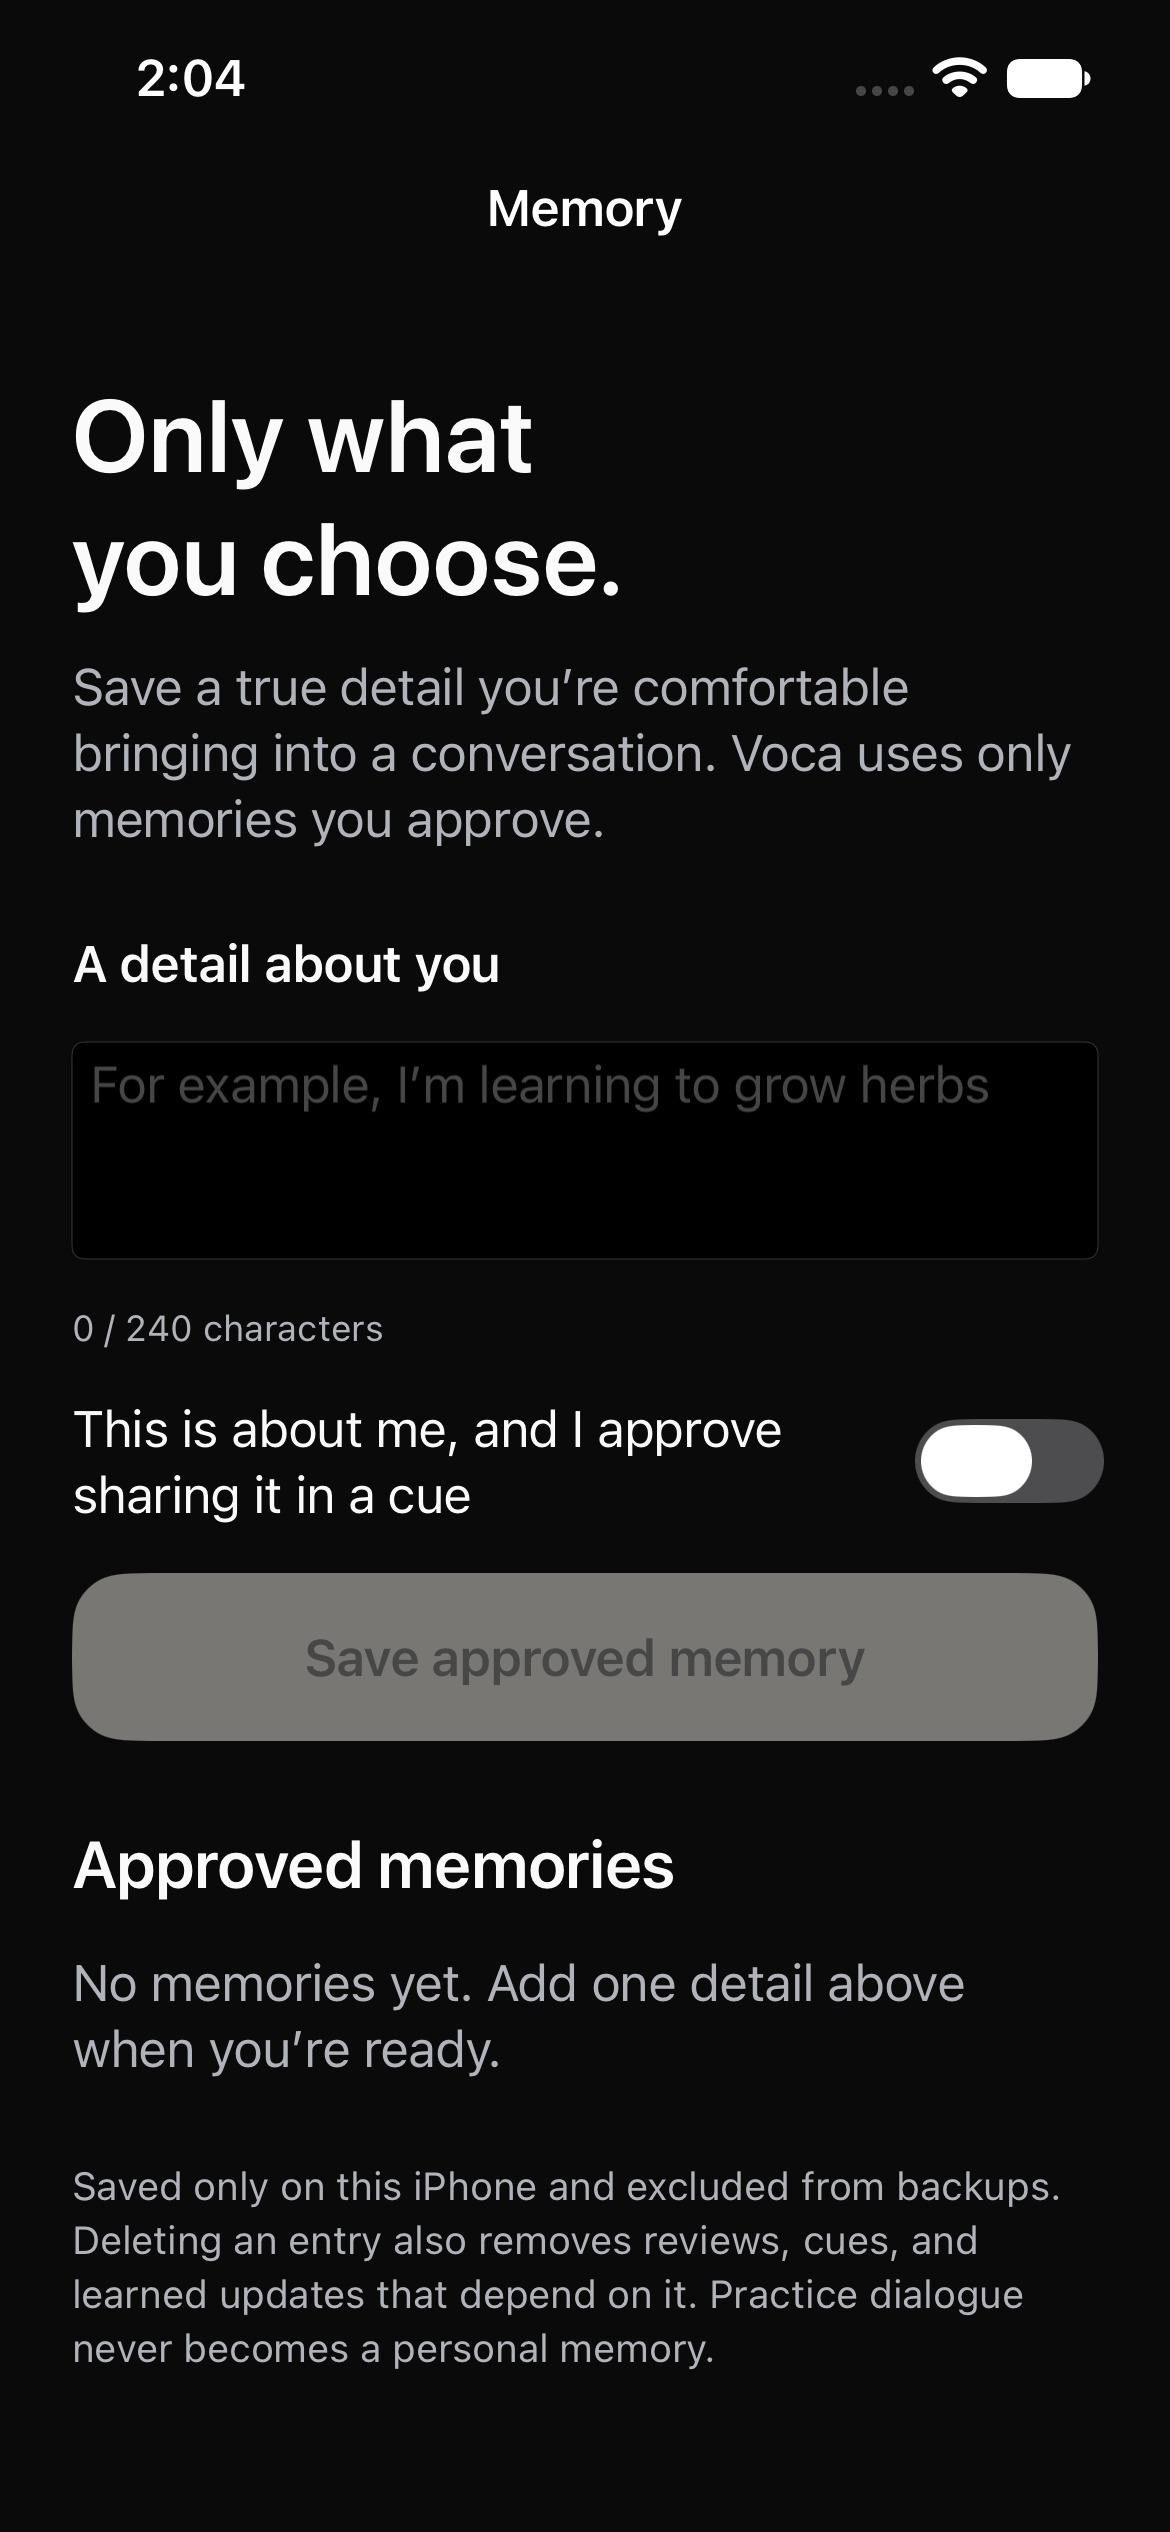 2:04
Memory
Only what
you choose.
Save a true detail you’re comfortable
bringing into a conversation. Voca uses only
memories you approve.
A detail about you
For example, I’m learning to grow herbs
0 / 240 characters
This is about me, and I approve
sharing it in a cue
Save approved memory
Approved memories
No memories yet. Add one detail above
when you’re ready.
Saved only on this iPhone and excluded from backups.
Deleting an entry also removes reviews, cues, and
learned updates that depend on it. Practice dialogue
never becomes a personal memory.